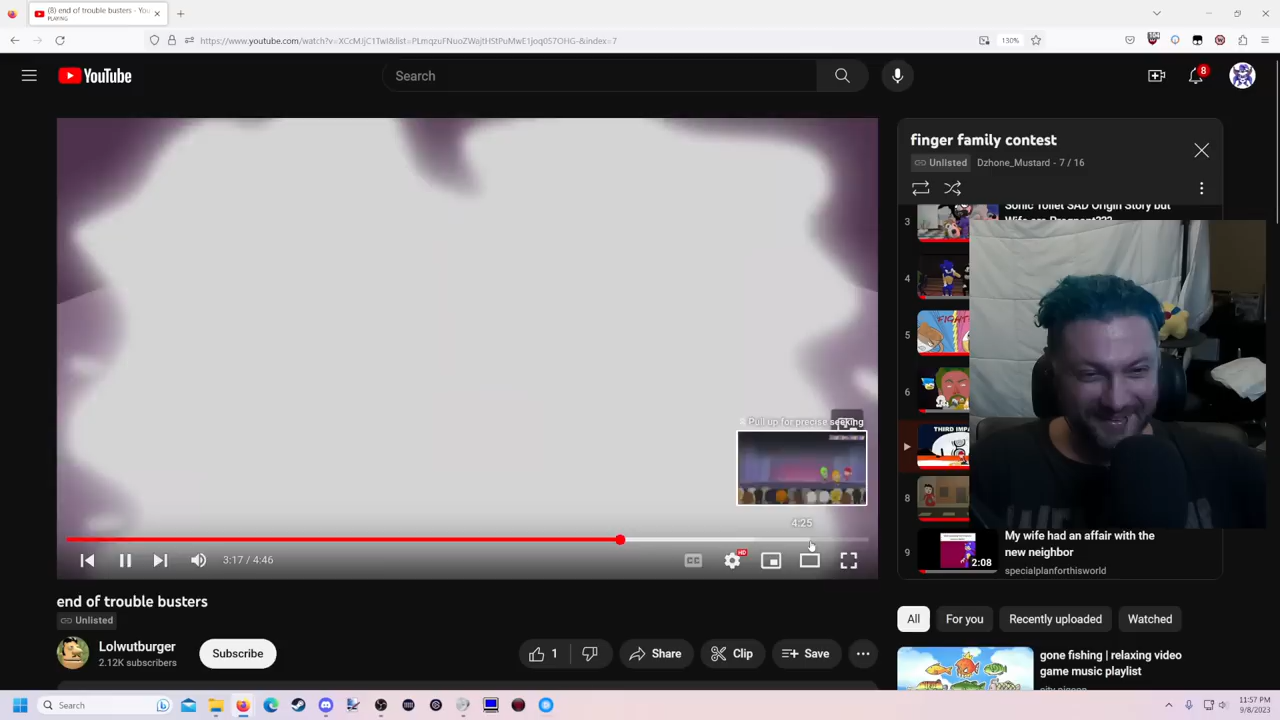 (8) end of trouble busters - You
PLAYING
https://www.youtube.com/watch?v=XCcMJjC1TwI&list=PLmqzuFNuoZWajtHStPuMwE1joq057OHG-&index=7
130%
YouTube
Search
8
finger family contest
Unlisted
Dzhone_Mustard - 7 / 16
3
Sonic Toilet SAD Origin Story but
4
5
FIGHT
6
THIRD IMPA
8
9
My wife had an affair with the
new neighbor
2:08
specialplanforthisworld
Pull up for precise seeking
4:25
3:17 / 4:46
CC
HD
end of trouble busters
Unlisted
Lolwutburger
2.12K subscribers
Subscribe
1
Share
Clip
Save
All
For you
Recently uploaded
Watched
gone fishing | relaxing video
game music playlist
Search
11:57 PM
9/8/2023